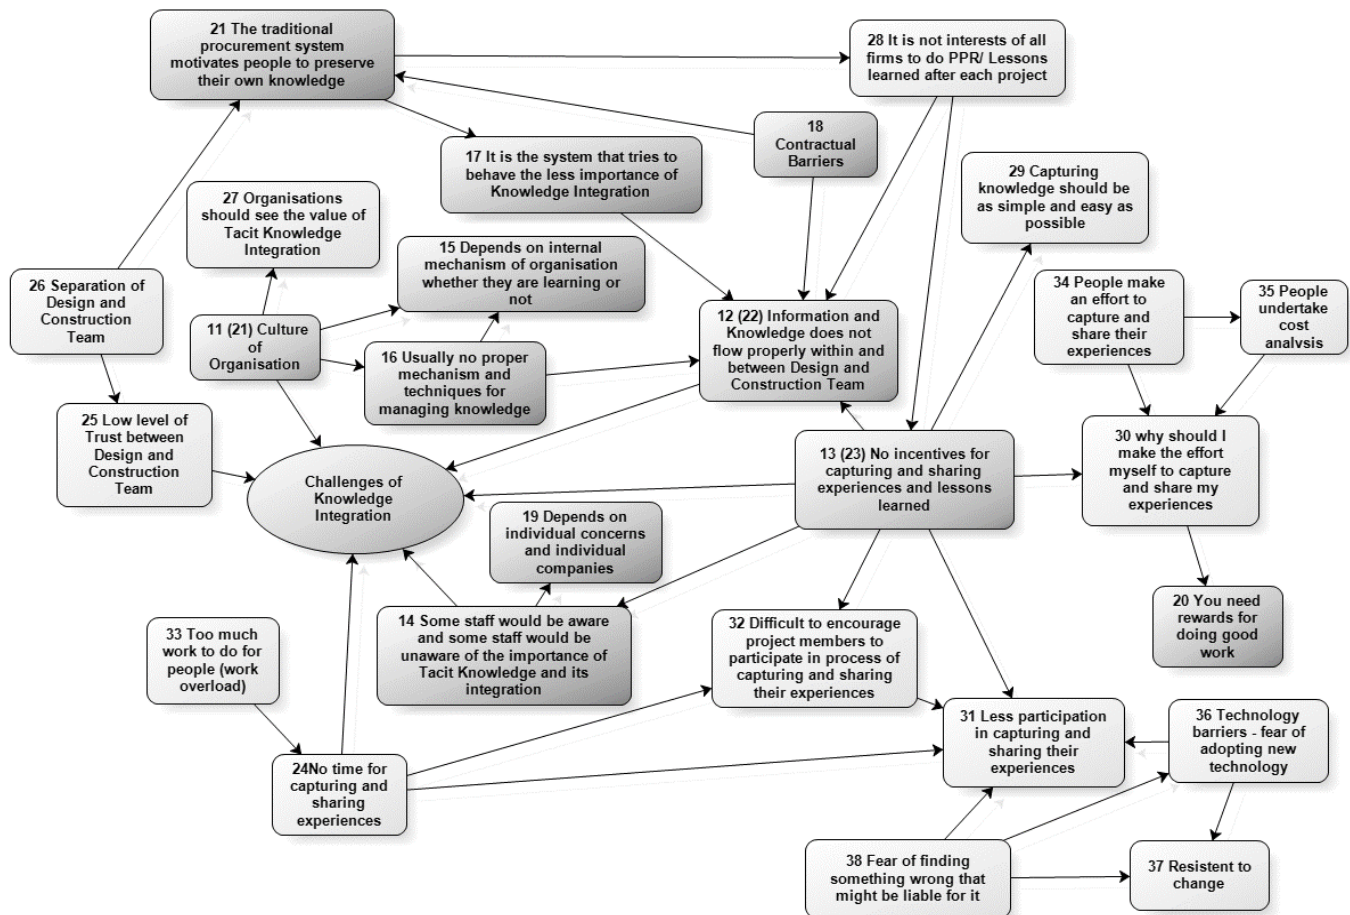 21 The traditional
procurement system
motivates people to preserve
their own knowledge
28 It is not interests of all
firms to do PPR/ Lessons
learned after each project
18
Contractual
Barriers
17 It is the system that tries to
behave the less importance of
Knowledge Integration
29 Capturing
knowledge should be
as simple and easy as
possible
27 Organisations
should see the value of
Tacit Knowledge
Integration
15 Depends on internal
mechanism of organisation
whether they are learning or
not
26 Separation of
Design and
Construction
Team
34 People make
an effort to
capture and
share their
experiences
35 People
undertake
cost
analvsis
11 (21) Culture
of
Organisation
12 (22) Information and
Knowledge does not
flow properly within and
between Design and
Construction Team
16 Usually no proper
mechanism and
techniques for
managing knowledge
25 Low level of
Trust between
Design and
Construction
Team
13 (23) No incentives for
capturing and sharing
experiences and lessons
learned
30 why should I
make the effort
myself to capture
and share my
experiences
Challenges of
Knowledge
Integration
19 Depends on
individual concerns
and individual
companies
20 You need
rewards for
doing good
work
14 Some staff would be aware
and some staff would be
unaware of the importance of
Tacit Knowledge and its
integration
32 Difficult to encourage
project members to
participate in process of
capturing and sharing
their experiences
33 Too much
work to do for
people (work
overload)
31 Less participation
in capturing and
sharing their
experiences
36 Technology
barriers - fear of
adopting new
technology
24No time for
capturing and
sharing
experiences
38 Fear of finding
something wrong that
might be liable for it
37 Resistent to
change